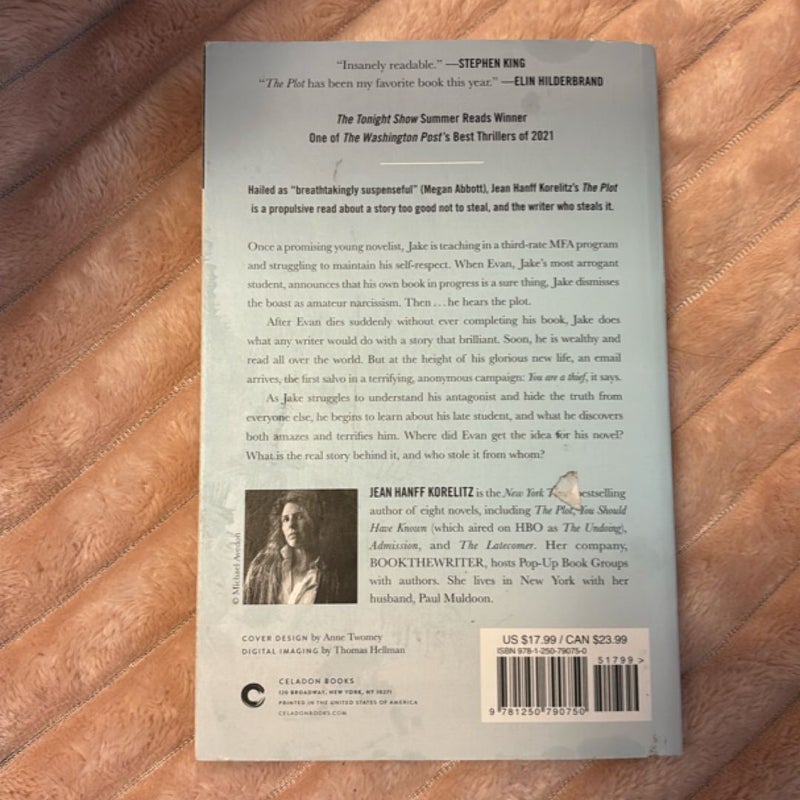 “Insanely readable.” —STEPHEN KING
“The Plot has been my favorite book this year.” —ELIN HILDERBRAND
The Tonight Show Summer Reads Winner
One of The Washington Post's Best Thrillers of 2021
Hailed as “breathtakingly suspenseful” (Megan Abbott), Jean Hanff Korelitz's The Plot
is a propulsive read about a story too good not to steal, and the writer who steals it.
Once a promising young novelist, Jake is teaching in a third-rate MFA program
and struggling to maintain his self-respect. When Evan, Jake's most arrogant
student, announces that his own book in progress is a sure thing, Jake dismisses
the boast as amateur narcissism. Then . . . he hears the plot.
After Evan dies suddenly without ever completing his book, Jake does
what any writer would do with a story that brilliant. Soon, he is wealthy and
read all over the world. But at the height of his glorious new life, an email
arrives, the first salvo in a terrifying, anonymous campaign: You are a thief, it says.
As Jake struggles to understand his antagonist and hide the truth from
everyone else, he begins to learn about his late student, and what he discovers
both amazes and terrifies him. Where did Evan get the idea for his novel?
What is the real story behind it, and who stole it from whom?
JEAN HANFF KORELITZ is the New York bestselling
author of eight novels, including The Plot, You Should
Have Known (which aired on HBO as The Undoing),
Admission, and The Latecomer. Her company,
BOOKTHEWRITER, hosts Pop-Up Book Groups
with authors. She lives in New York with her
husband, Paul Muldoon.
© Michael Avedon
COVER DESIGN by Anne Twomey
DIGITAL IMAGING by Thomas Hellman
CELADON BOOKS
120 BROADWAY, NEW YORK, NY 10271
PRINTED IN THE UNITED STATES OF AMERICA
CELADONBOOKS.COM
US $17.99 / CAN $23.99
ISBN 978-1-250-79075-0
51799 >
9 781250 790750